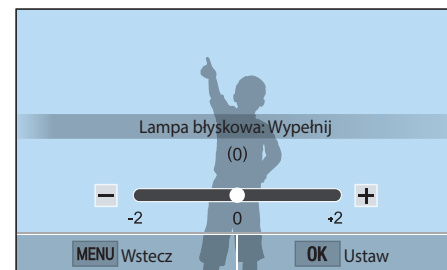 Lampa błyskowa: Wypełnij
(0)
− +
-2 0 +2
MENU Wstecz OK Ustaw